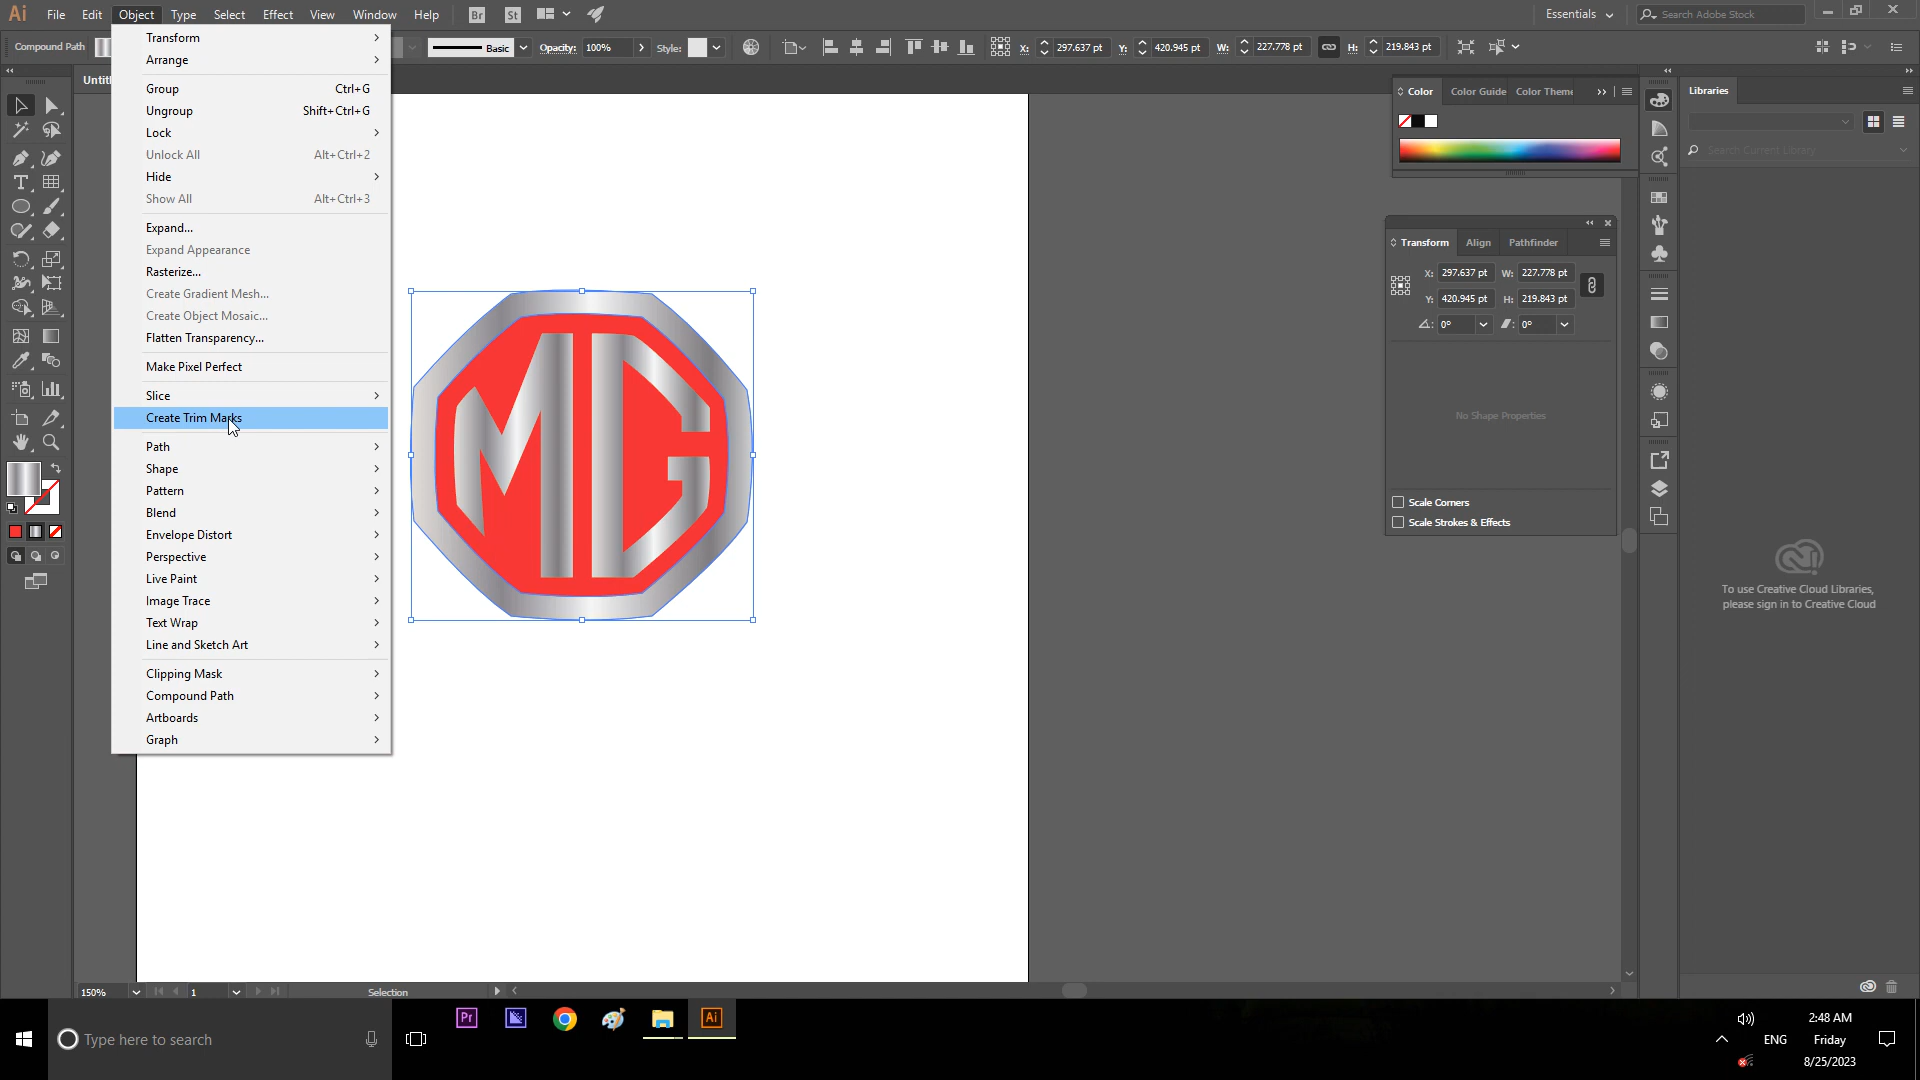 Ai File Edit Object Type Select Effect View Window Help Br St Essentials Search Adobe Stock
Compound Path Basic Opacity: 100% Style: X: 297.637 pt Y: 420.945 pt W: 227.778 pt H: 219.843 pt
Transform
Arrange
Group Ctrl+G
Ungroup Shift+Ctrl+G
Lock
Unlock All Alt+Ctrl+2
Hide
Show All Alt+Ctrl+3
Expand...
Expand Appearance
Rasterize...
Create Gradient Mesh...
Create Object Mosaic...
Flatten Transparency...
Make Pixel Perfect
Slice
Create Trim Marks
Path
Shape
Pattern
Blend
Envelope Distort
Perspective
Live Paint
Image Trace
Text Wrap
Line and Sketch Art
Clipping Mask
Compound Path
Artboards
Graph
MG
Color Color Guide Color Theme
Transform Align Pathfinder
X: 297.637 pt W: 227.778 pt
Y: 420.945 pt H: 219.843 pt
0° 0°
No Shape Properties
Scale Corners
Scale Strokes & Effects
Libraries
Search Current Library
To use Creative Cloud Libraries,
please sign in to Creative Cloud
150% 1 Selection
Type here to search
Pr Ai
ENG
2:48 AM
Friday
8/25/2023